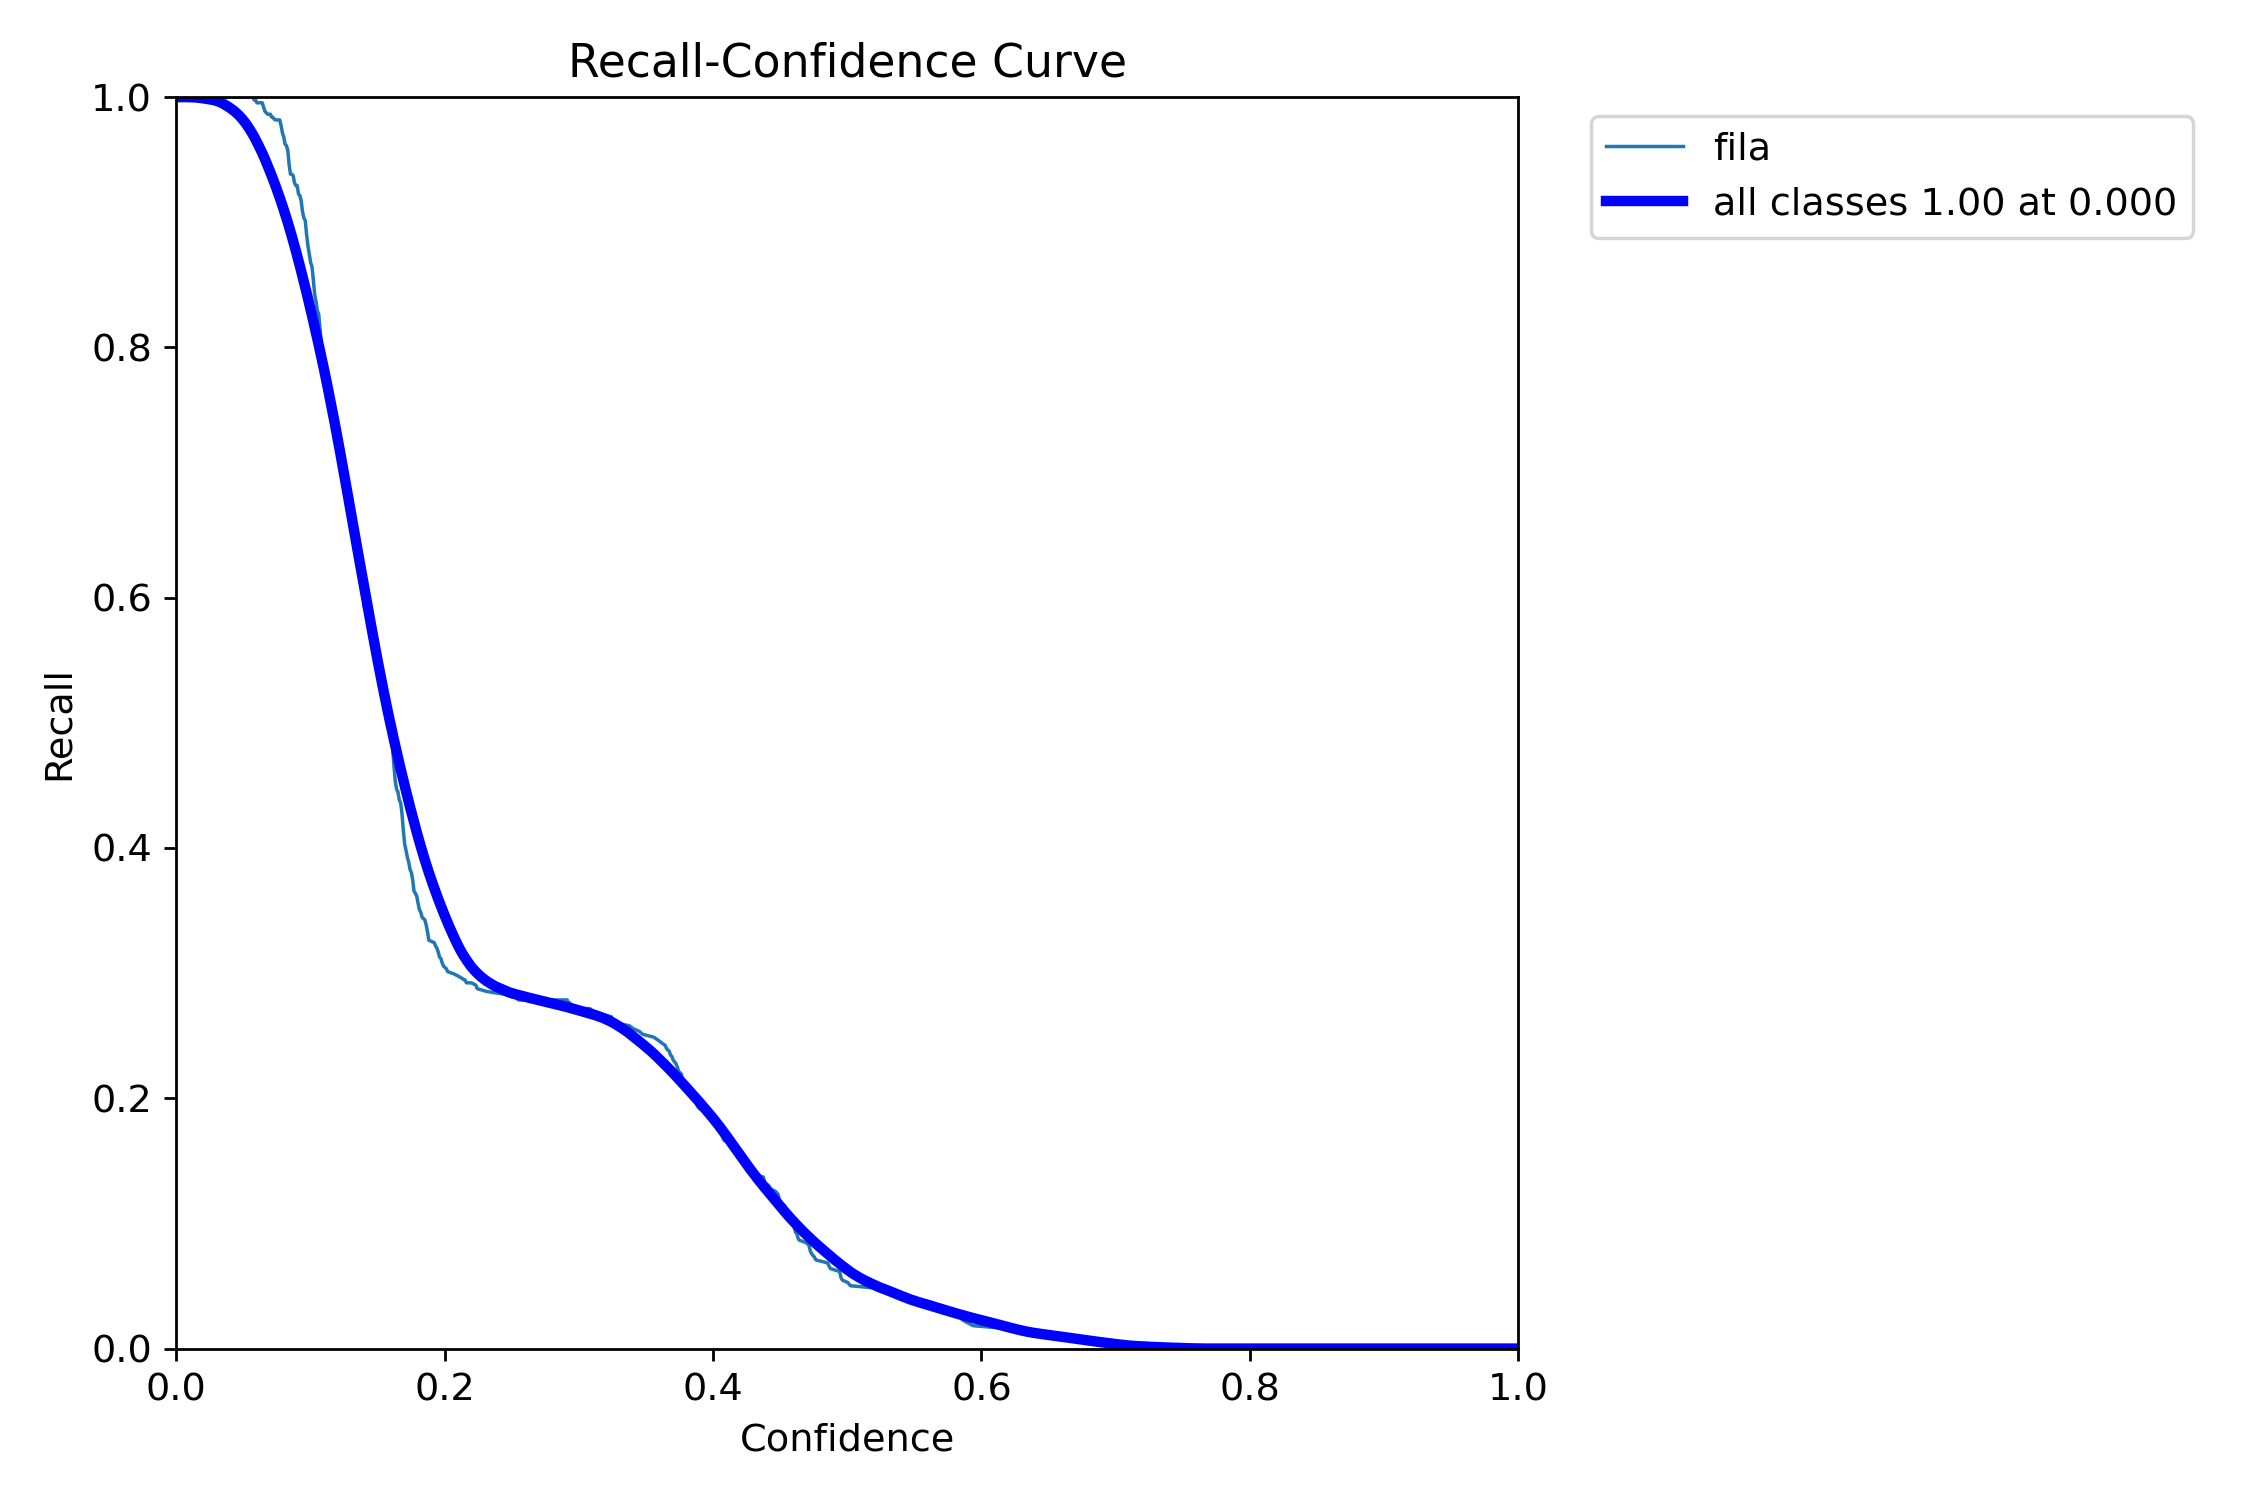 Recall-Confidence Curve
1.0
0.8
0.6
0.4
0.2
0.0
Recall
0.0 0.2 0.4 0.6 0.8 1.0
Confidence
fila
all classes 1.00 at 0.000